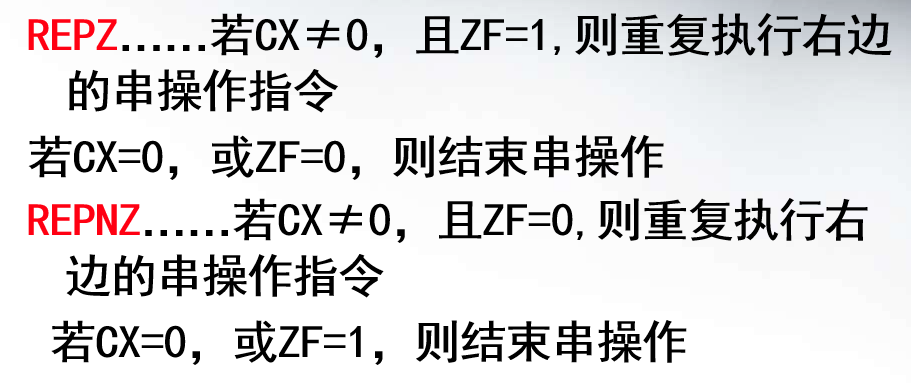 REPZ……若CX≠0，且ZF=1,则重复执行右边
的串操作指令
若CX=0，或ZF=0，则结束串操作
REPNZ……若CX≠0，且ZF=0,则重复执行右
边的串操作指令
若CX=0，或ZF=1，则结束串操作